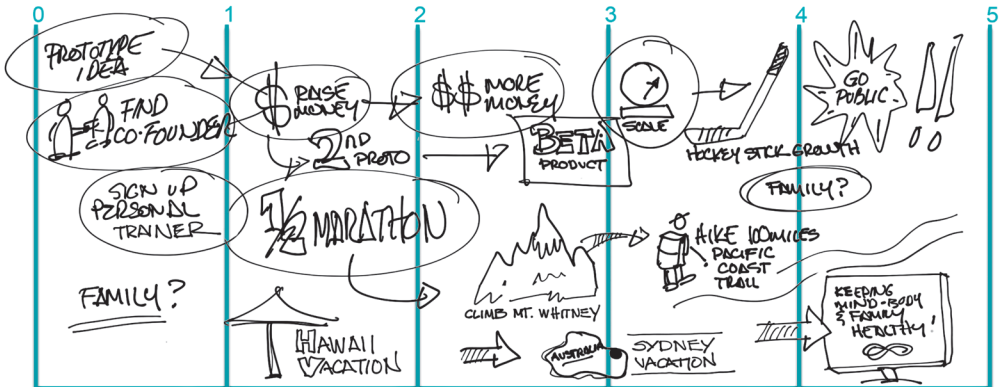 0 1 2 3 4 5
PROTOTYPE
IDEA
FIND
CO-FOUNDER
$ RAISE
MONEY
$$ MORE
MONEY
SCALE
HOCKEY STICK GROWTH
GO
PUBLIC
!!
2ND
PROTO
BETA
PRODUCT
SIGN UP
PERSONAL
TRAINER
1/2 MARATHON
FAMILY?
CLIMB MT. WHITNEY
HIKE 100 MILES
PACIFIC
COAST
TRAIL
FAMILY?
HAWAII
VACATION
AUSTRALIA
SYDNEY
VACATION
KEEPING
MIND-BODY
& FAMILY
HEALTHY!